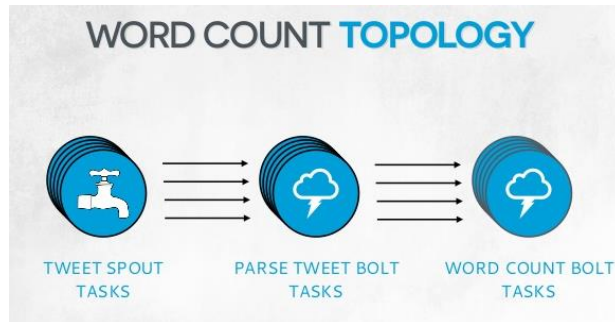 WORD COUNT TOPOLOGY
TWEET SPOUT
TASKS
PARSE TWEET BOLT
TASKS
WORD COUNT BOLT
TASKS